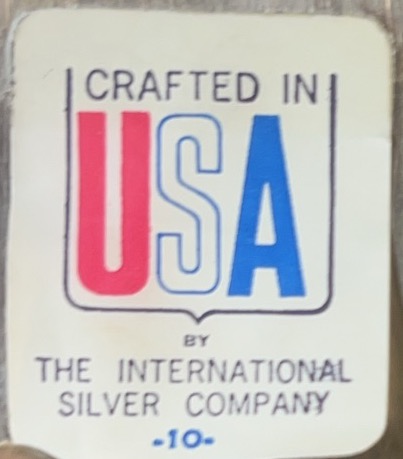 CRAFTED IN
USA
BY
THE INTERNATIONAL
SILVER COMPANY
-10-